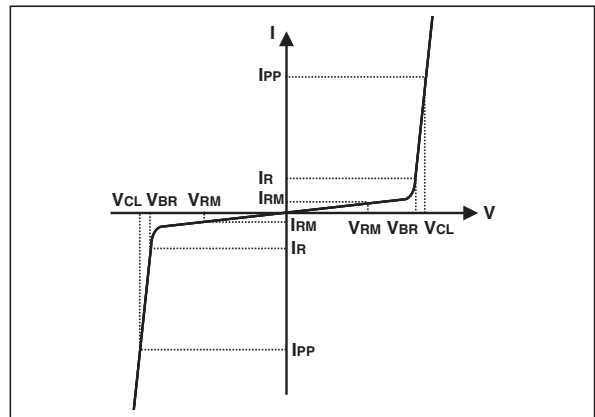 I
IPP
IR
IRM
VCL VBR VRM
V
IRM
VRM VBR VCL
IR
IPP